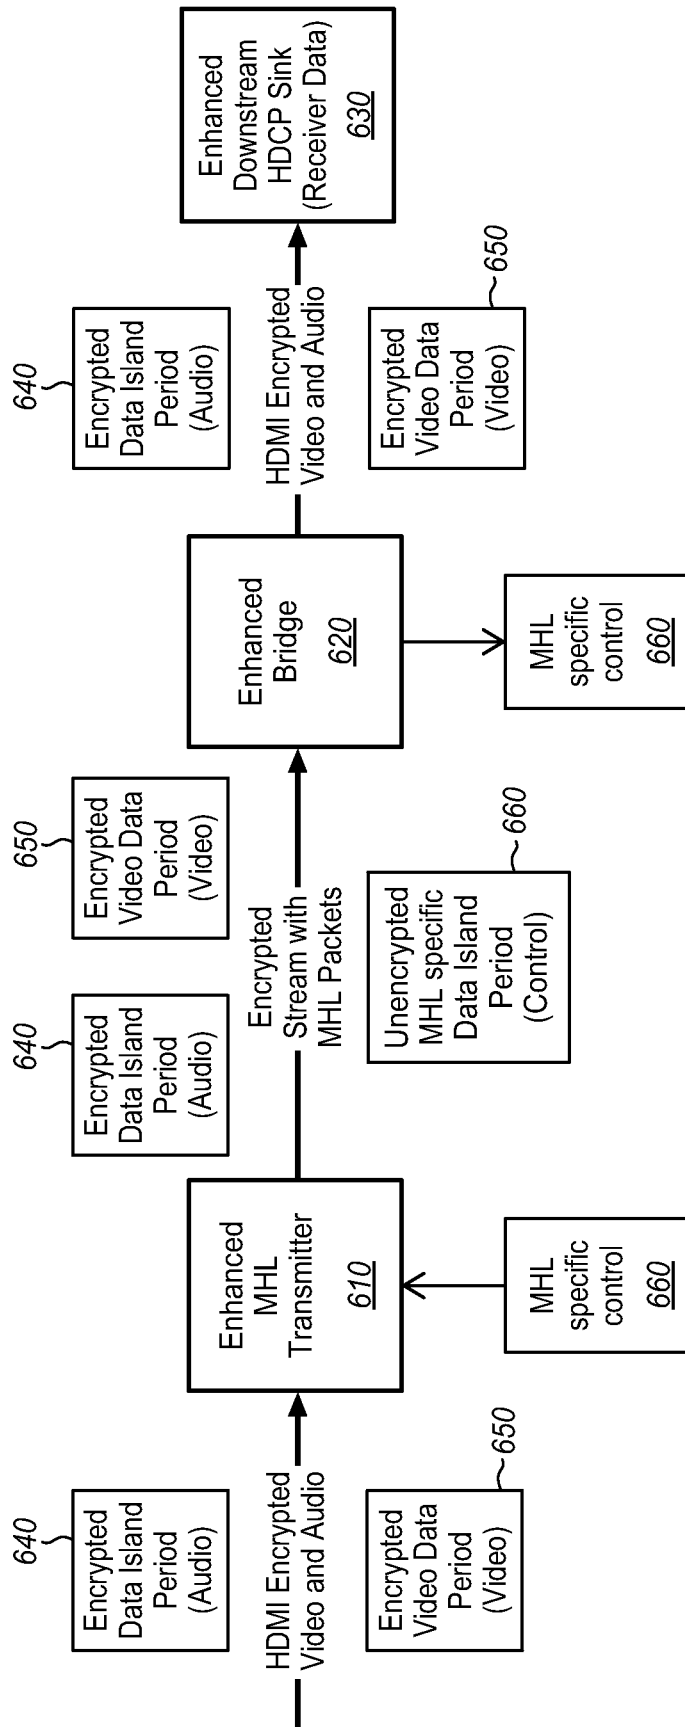 640
Encrypted
Data Island
Period
(Audio)
HDMI Encrypted
Video and Audio
Encrypted
Video Data
Period
(Video)
650
Enhanced
MHL
Transmitter
610
MHL
specific
control
660
640
Encrypted
Data Island
Period
(Audio)
650
Encrypted
Video Data
Period
(Video)
Encrypted
Stream with
MHL Packets
660
Unencrypted
MHL specific
Data Island
Period
(Control)
Enhanced
Bridge
620
MHL
specific
control
660
640
Encrypted
Data Island
Period
(Audio)
HDMI Encrypted
Video and Audio
650
Encrypted
Video Data
Period
(Video)
Enhanced
Downstream
HDCP Sink
(Receiver Data)
630